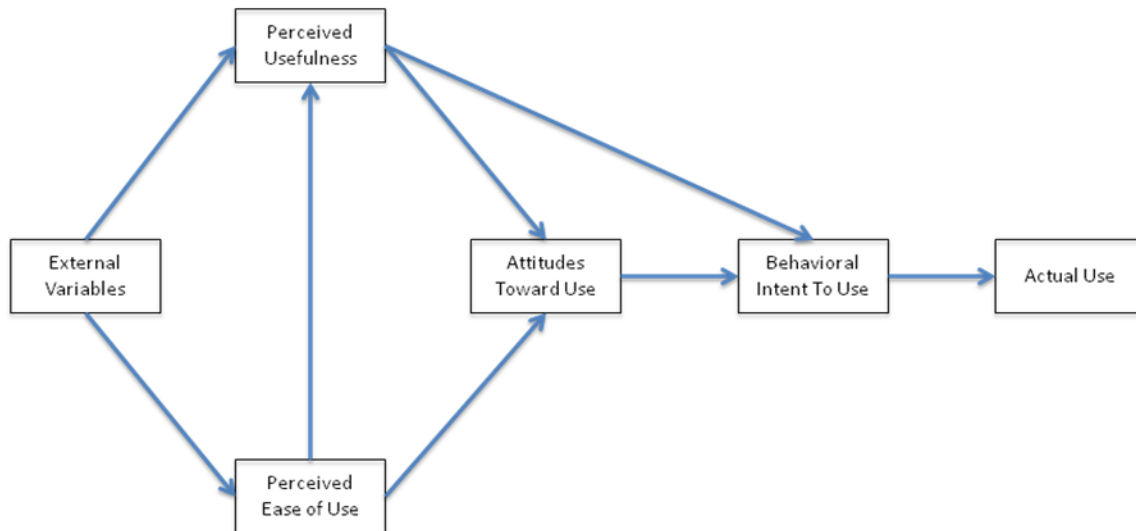 Perceived
Usefulness
External
Variables
Attitudes
Toward Use
Behavioral
Intent To Use
Actual Use
Perceived
Ease of Use